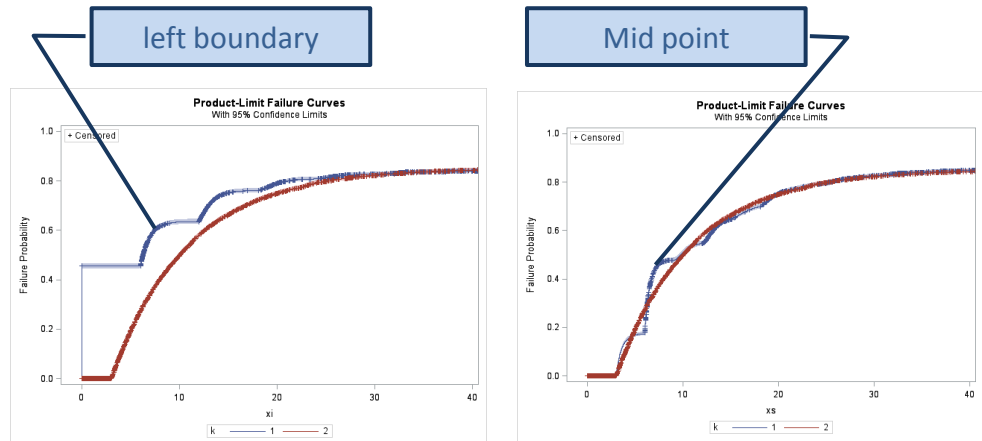 left boundary
Mid point
Product-Limit Failure Curves
With 95% Confidence Limits
+ Censored
1.0
0.8
0.6
0.4
0.2
0.0
Failure Probability
0 10 20 30 40
xi
k 1 2
Product-Limit Failure Curves
With 95% Confidence Limits
+ Censored
1.0
0.8
0.6
0.4
0.2
0.0
Failure Probability
0 10 20 30 40
xs
k 1 2